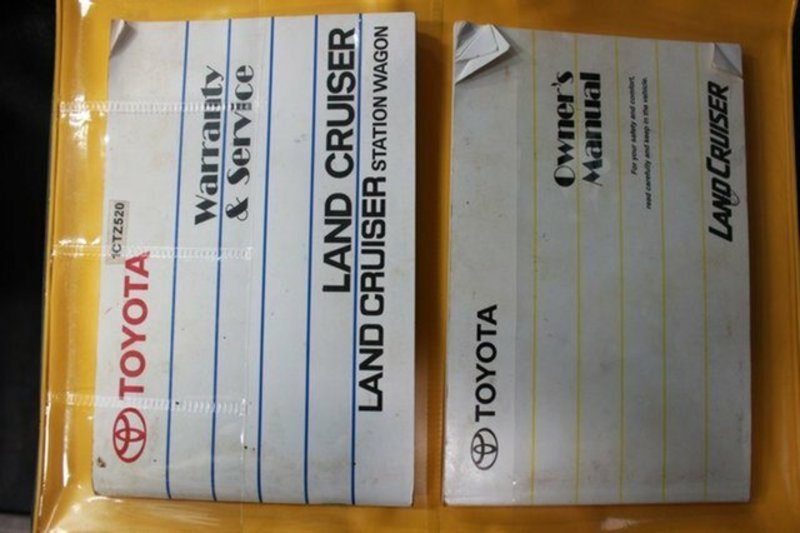 1CTZ520
TOYOTA
Warranty
& Service
LAND CRUISER
LAND CRUISER STATION WAGON
TOYOTA
Owner's
Manual
For your safety and comfort,
read carefully and keep in the vehicle.
LAND CRUISER